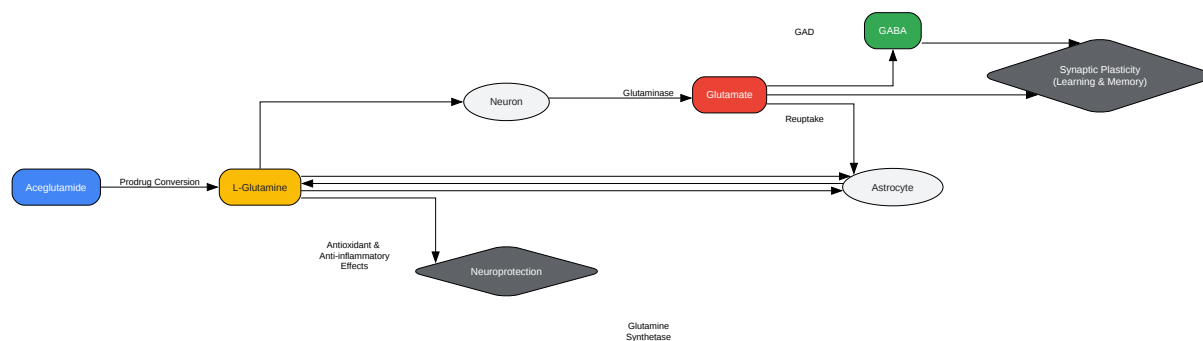 GAD
GABA
Synaptic Plasticity
(Learning & Memory)
Neuron
Glutaminase
Glutamate
Reuptake
Aceglutamide
Prodrug Conversion
L-Glutamine
Astrocyte
Antioxidant &
Anti-inflammatory
Effects
Neuroprotection
Glutamine
Synthetase